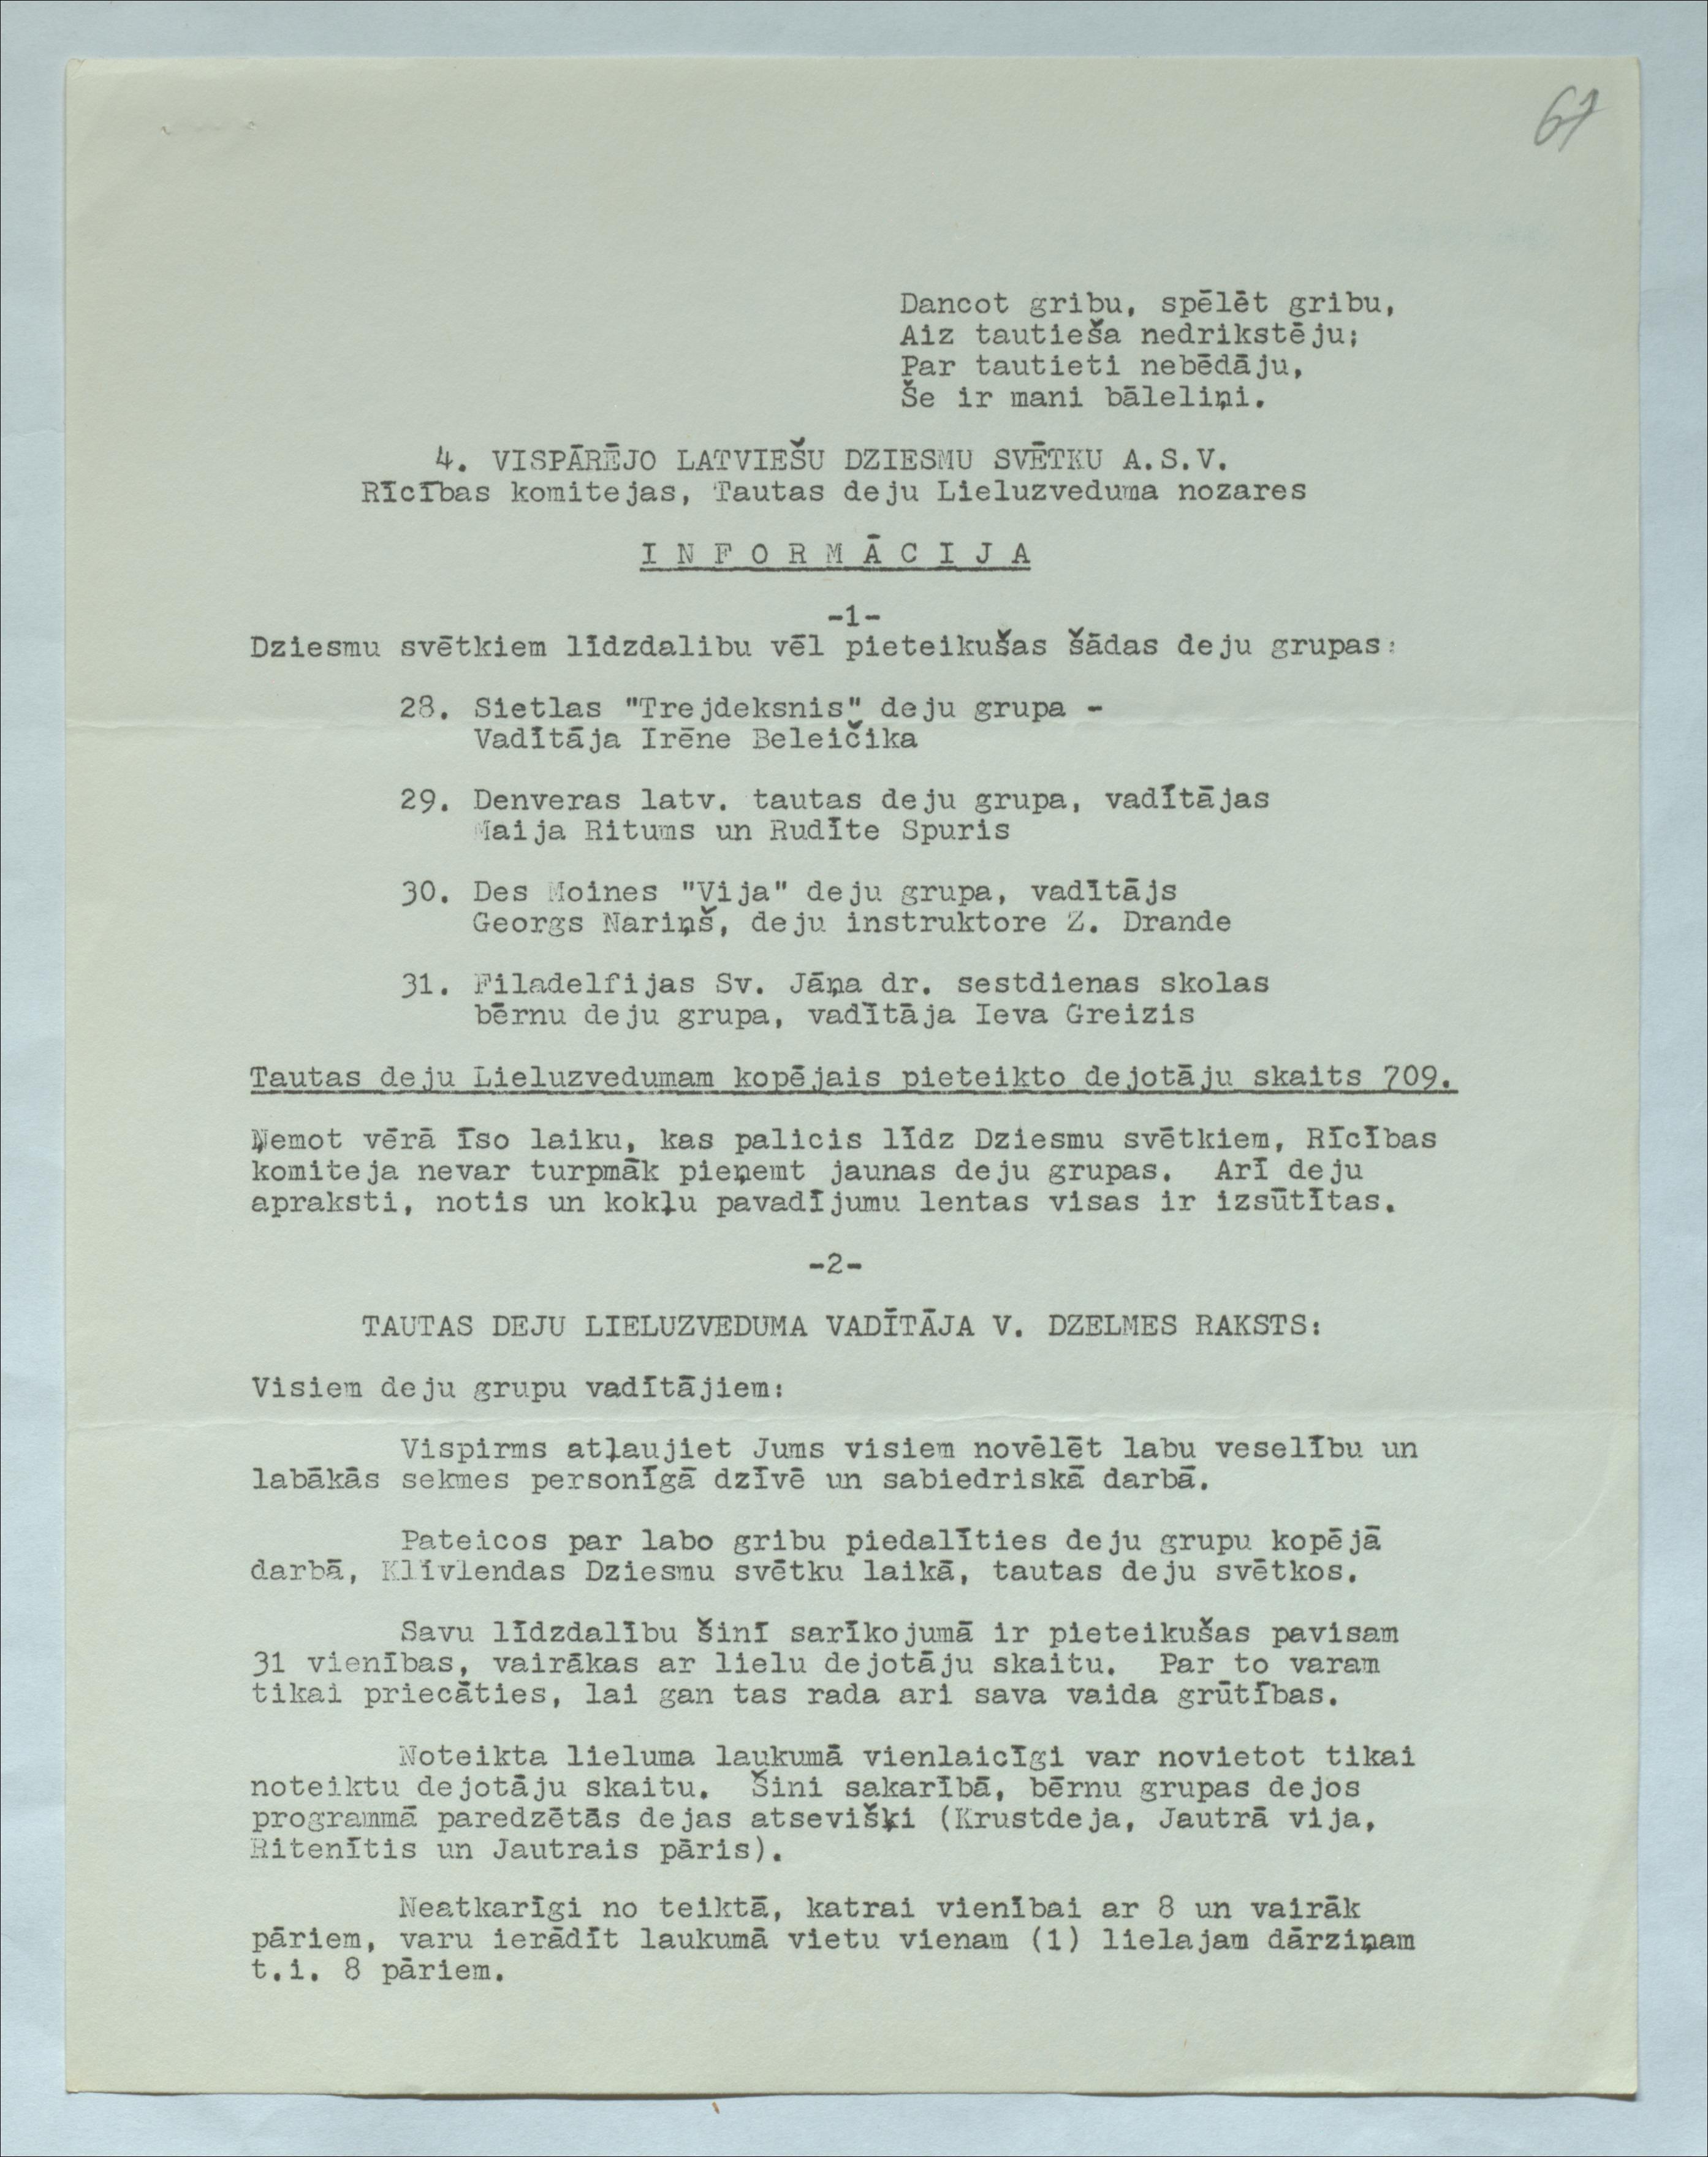 67
Dancot gribu, spēlēt gribu,
Aiz tautieša nedrikstēju;
Par tautieti nebēdāju,
Še ir mani bāleliņi.
4. VISPĀRĒJO LATVIEŠU DZIESMU SVĒTKU A.S.V.
Rīcības komitejas, Tautas deju Lieluzveduma nozares
I N F O R M Ā C I J A
-1-
Dziesmu svētkiem līdzdalibu vēl pieteikušas šādas deju grupas:
28. Sietlas "Trejdeksnis" deju grupa -
Vadītāja Irēne Beleičika
29. Denveras latv. tautas deju grupa, vadītājas
Maija Ritums un Rudīte Spuris
30. Des Moines "Vija" deju grupa, vadītājs
Georgs Nariņš, deju instruktore Z. Drande
31. Filadelfijas Sv. Jāņa dr. sestdienas skolas
bērnu deju grupa, vadītāja Ieva Greizis
Tautas deju Lieluzvedumam kopējais pieteikto dejotāju skaits 709.
Ņemot vērā īso laiku, kas palicis līdz Dziesmu svētkiem, Rīcības
komiteja nevar turpmāk pieņemt jaunas deju grupas. Arī deju
apraksti, notis un kokļu pavadījumu lentas visas ir izsūtītas.
-2-
TAUTAS DEJU LIELUZVEDUMA VADĪTĀJA V. DZELMES RAKSTS:
Visiem deju grupu vadītājiem:
Vispirms atļaujiet Jums visiem novēlēt labu veselību un
labākās sekmes personīgā dzīvē un sabiedriskā darbā.
Pateicos par labo gribu piedalīties deju grupu kopējā
darbā, Klīvlendas Dziesmu svētku laikā, tautas deju svētkos.
Savu līdzdalību šinī sarīkojumā ir pieteikušas pavisam
31 vienības, vairākas ar lielu dejotāju skaitu. Par to varam
tikai priecāties, lai gan tas rada ari sava vaida grūtības.
Noteikta lieluma laukumā vienlaicīgi var novietot tikai
noteiktu dejotāju skaitu. Šini sakarībā, bērnu grupas dejos
programmā paredzētās dejas atsevišķi (Krustdeja, Jautrā vija,
Ritenītis un Jautrais pāris).
Neatkarīgi no teiktā, katrai vienībai ar 8 un vairāk
pāriem, varu ierādīt laukumā vietu vienam (1) lielajam dārziņam
t.i. 8 pāriem.